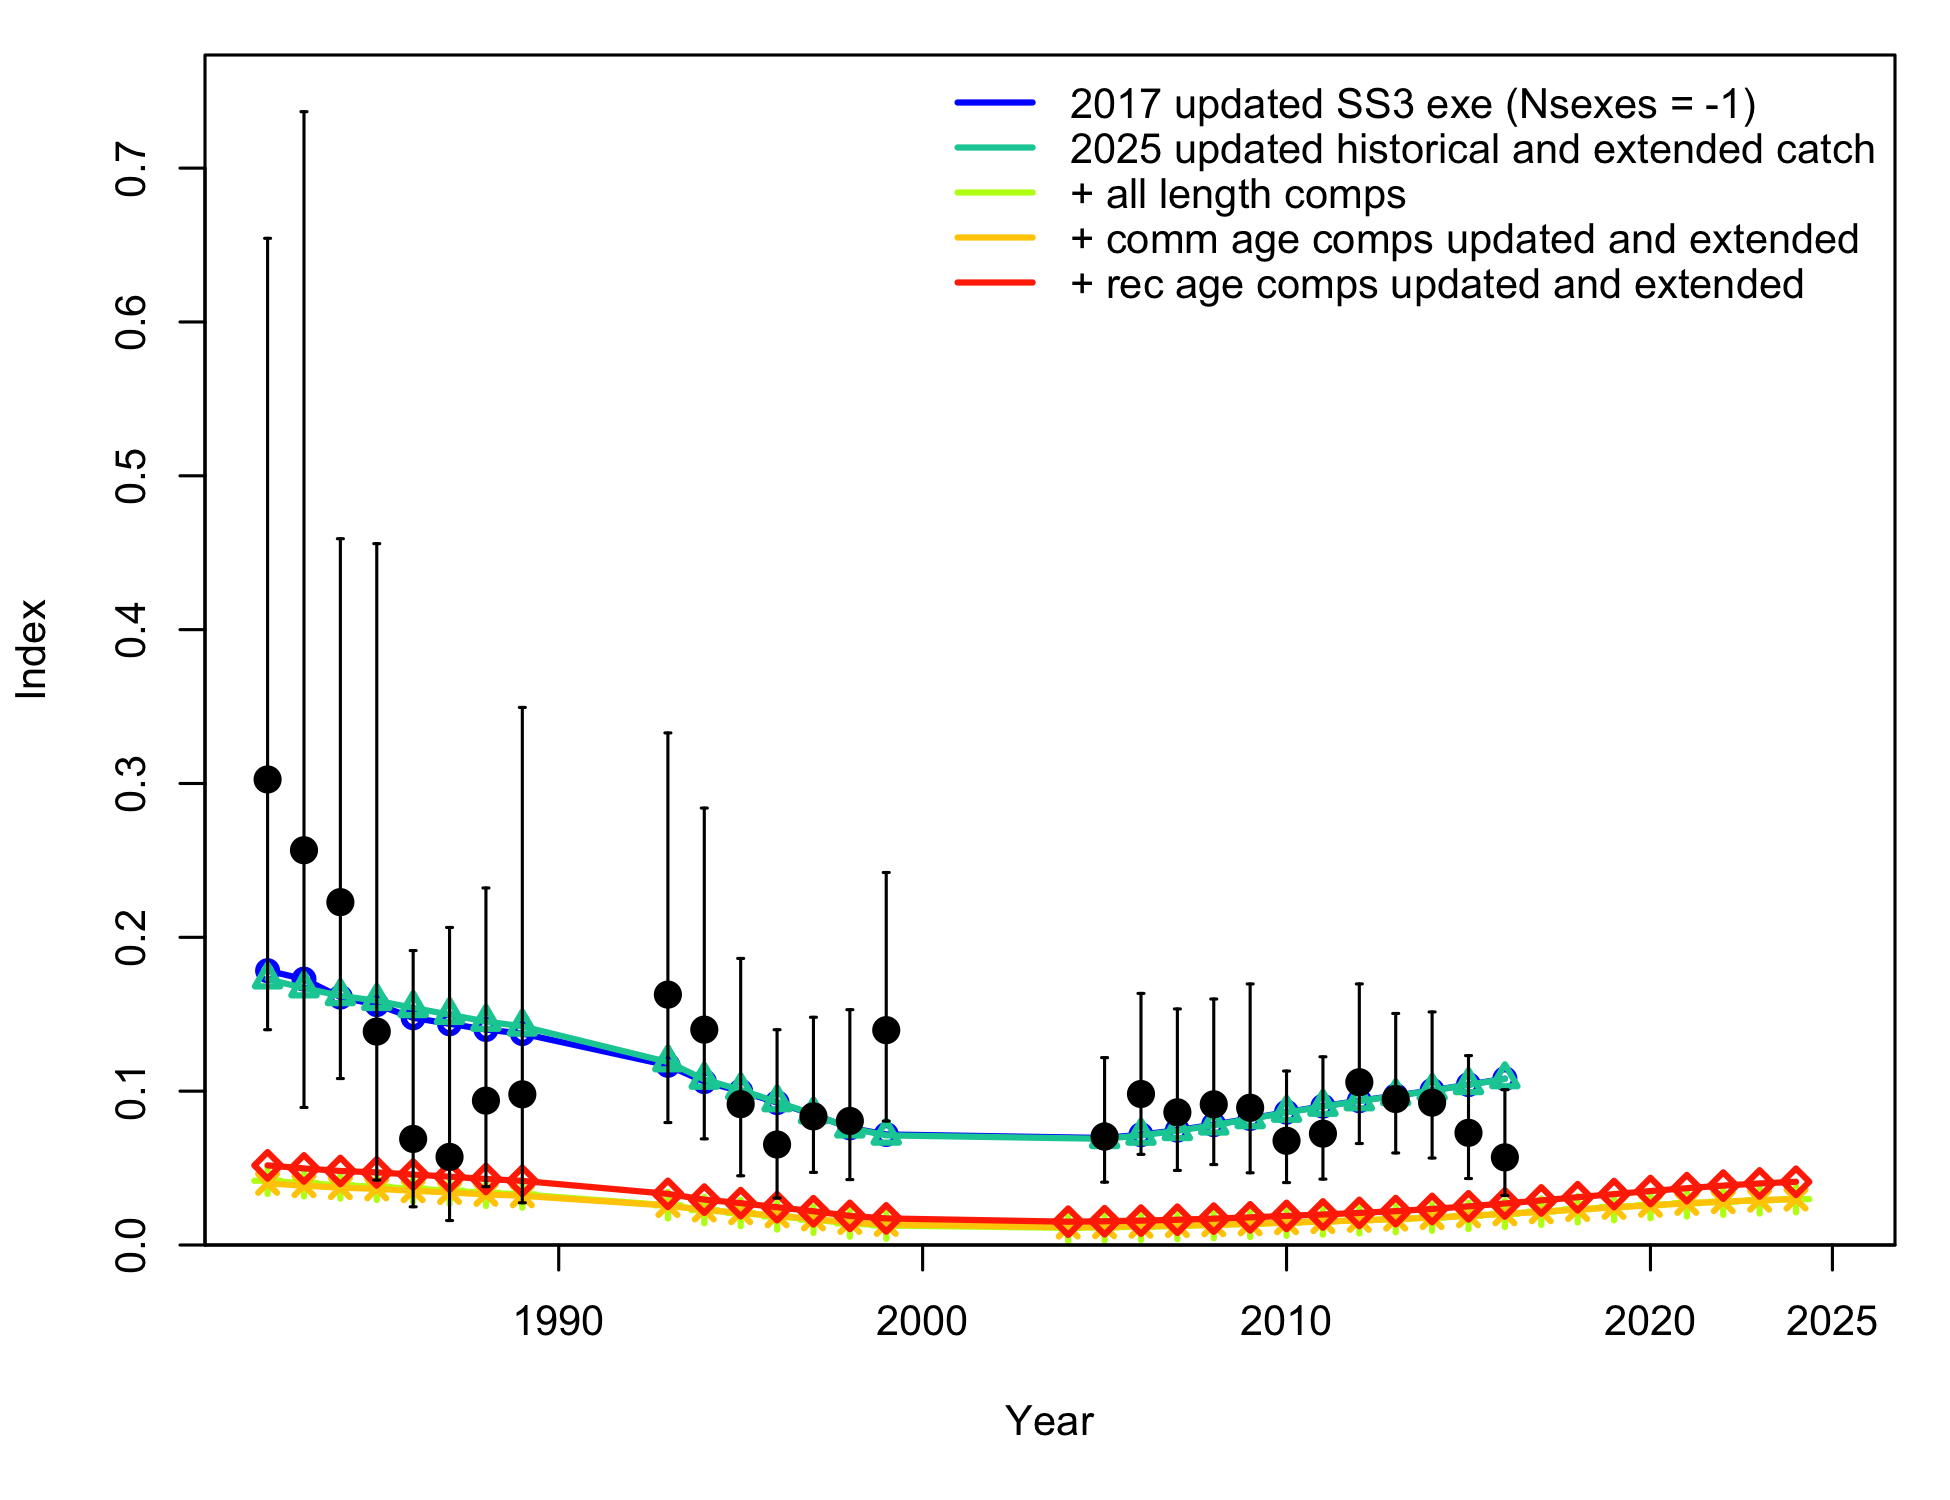 2017 updated SS3 exe (Nsexes = -1)
2025 updated historical and extended catch
+ all length comps
+ comm age comps updated and extended
+ rec age comps updated and extended
0.7
0.6
0.5
0.4
0.3
0.2
0.1
0.0
Index
1990
2000
2010
2020
2025
Year